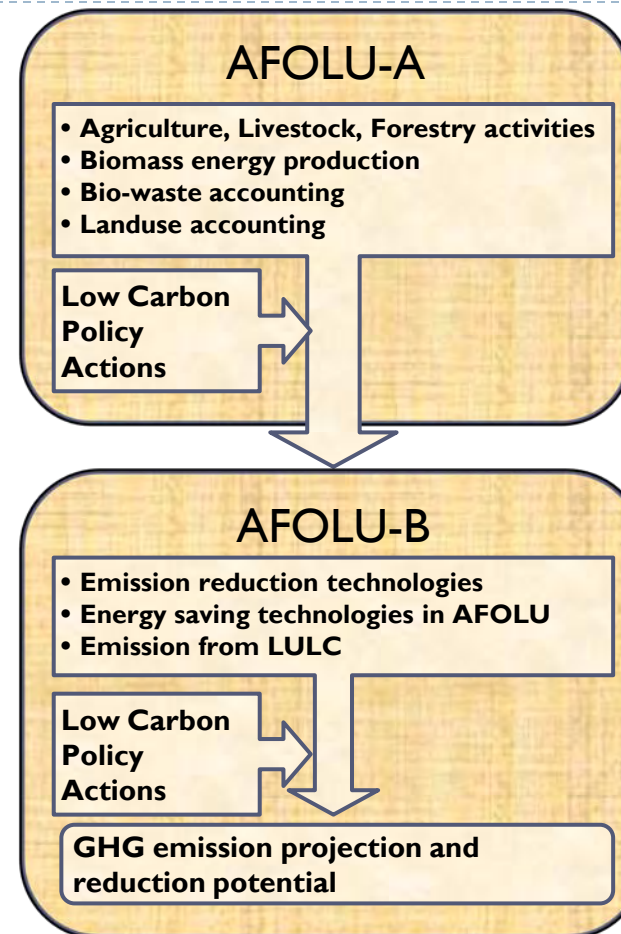 AFOLU-A
• Agriculture, Livestock, Forestry activities
• Biomass energy production
• Bio-waste accounting
• Landuse accounting
Low Carbon
Policy
Actions
AFOLU-B
• Emission reduction technologies
• Energy saving technologies in AFOLU
• Emission from LULC
Low Carbon
Policy
Actions
GHG emission projection and
reduction potential